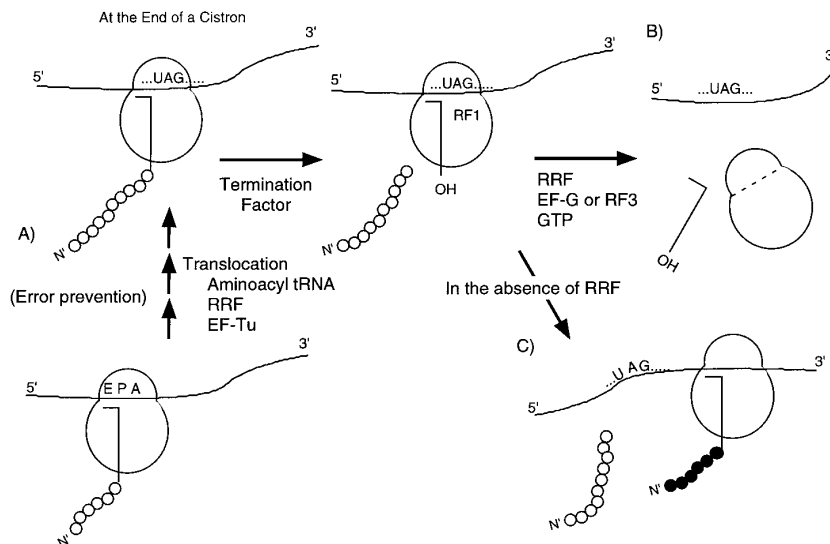 At the End of a Cistron
5'
...UAG.....
3'
5'
...UAG.....
3'
RF1
OH
B)
5'
...UAG...
3'
OH
Termination
Factor
RRF
EF-G or RF3
GTP
A)
N'
N'
(Error prevention)
Translocation
Aminoacyl tRNA
RRF
EF-Tu
In the absence of RRF
5'
E P A
3'
N'
C)
5'
...U AG.....
3'
N'
N'